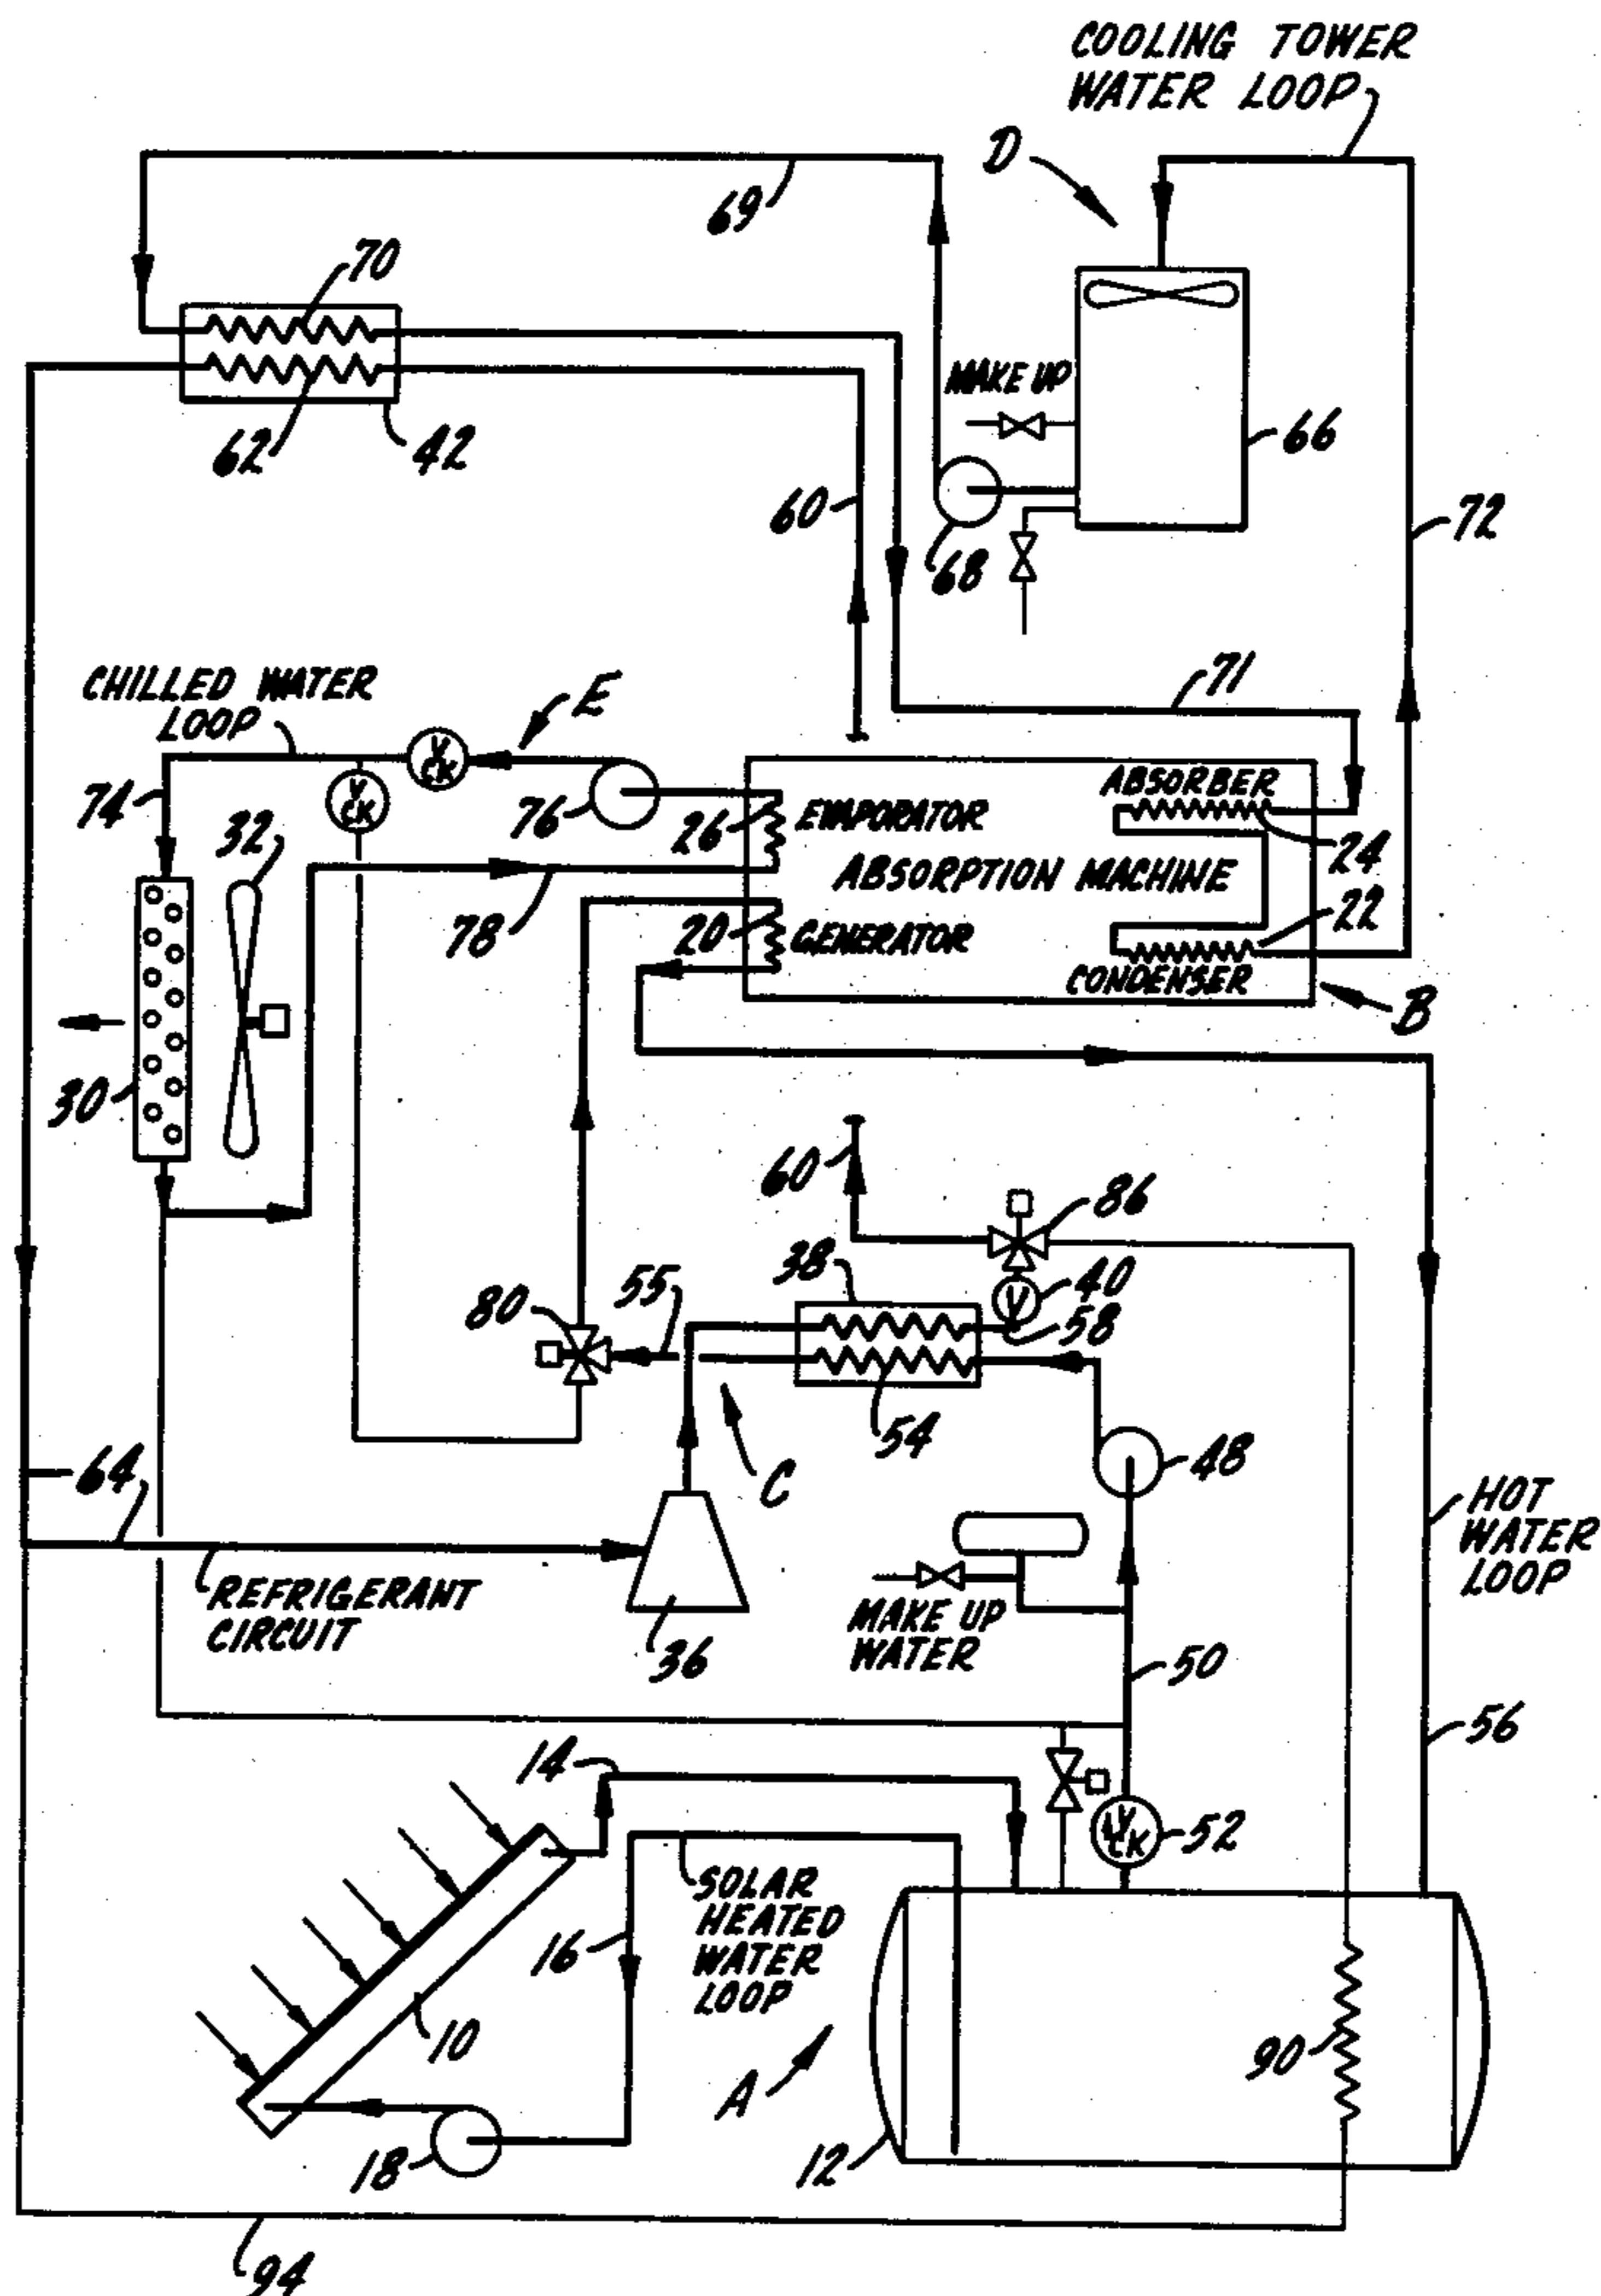 COOLING TOWER
WATER LOOP
D
69
70
MAKE UP
62
42
66
60
68
72
CHILLED WATER
LOOP
E
71
V
CK
V
CK
74
32
76
26
EVAPORATOR
ABSORBER
24
ABSORPTION MACHINE
78
20
GENERATOR
22
CONDENSER
B
30
60
86
38
40
V
55
80
58
54
C
48
64
HOT
WATER
LOOP
REFRIGERANT
CIRCUIT
36
MAKE UP
WATER
50
56
14
V
CK
52
SOLAR
HEATED
WATER
LOOP
16
10
A
90
18
12
94